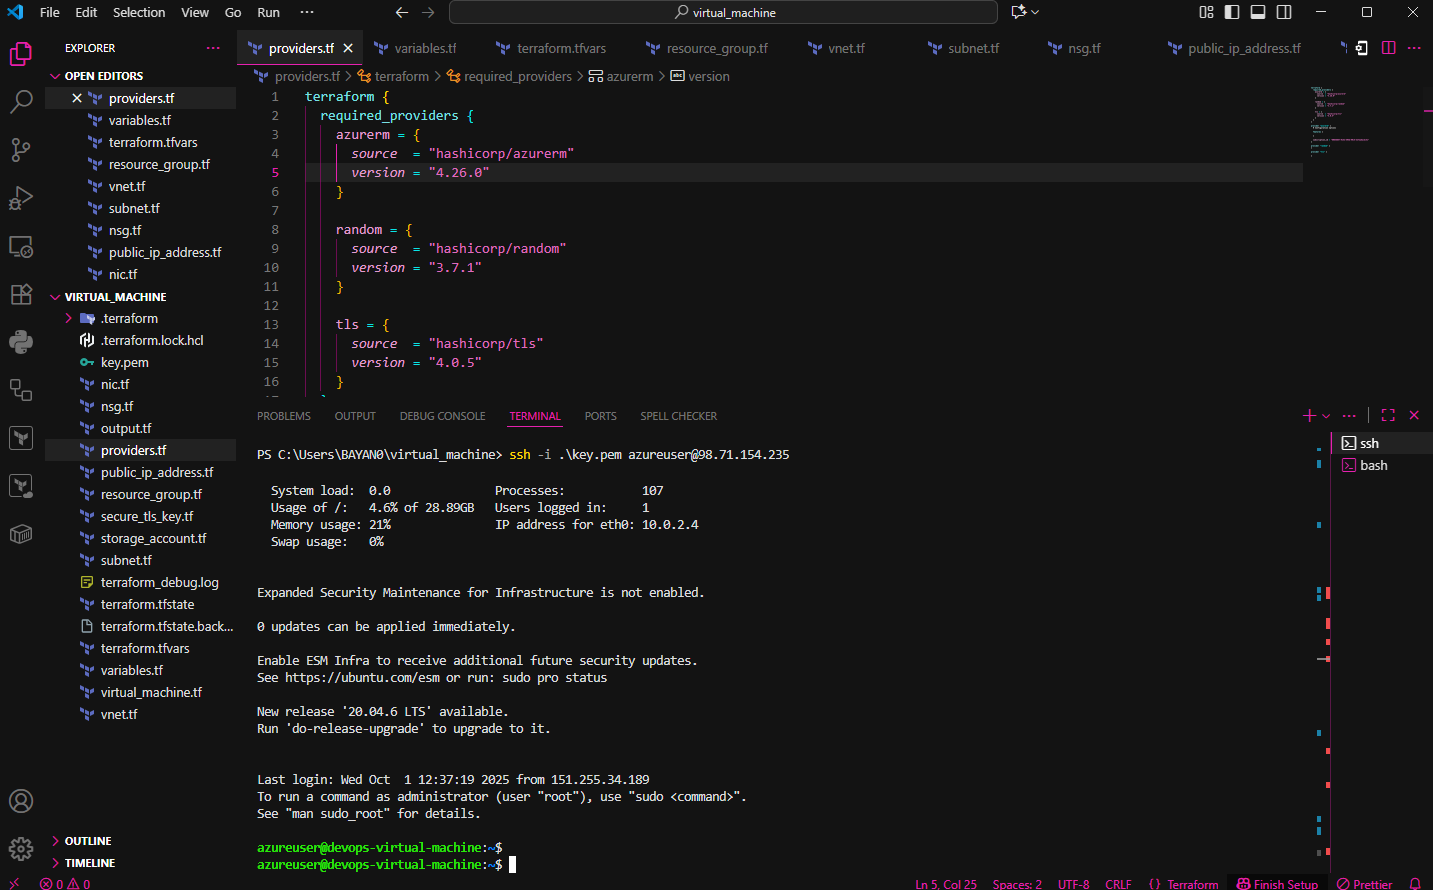 File Edit Selection View Go Run ··· virtual_machine
EXPLORER ···
OPEN EDITORS
providers.tf
variables.tf
terraform.tfvars
resource_group.tf
vnet.tf
subnet.tf
nsg.tf
public_ip_address.tf
nic.tf
VIRTUAL_MACHINE
.terraform
.terraform.lock.hcl
key.pem
nic.tf
nsg.tf
output.tf
providers.tf
public_ip_address.tf
resource_group.tf
secure_tls_key.tf
storage_account.tf
subnet.tf
terraform_debug.log
terraform.tfstate
terraform.tfstate.back...
terraform.tfvars
variables.tf
virtual_machine.tf
vnet.tf
OUTLINE
TIMELINE
providers.tf variables.tf terraform.tfvars resource_group.tf vnet.tf subnet.tf nsg.tf public_ip_address.tf
providers.tf > terraform > required_providers > azurerm > version
1 terraform {
2 required_providers {
3 azurerm = {
4 source = "hashicorp/azurerm"
5 version = "4.26.0"
6 }
7
8 random = {
9 source = "hashicorp/random"
10 version = "3.7.1"
11 }
12
13 tls = {
14 source = "hashicorp/tls"
15 version = "4.0.5"
16 }
PROBLEMS OUTPUT DEBUG CONSOLE TERMINAL PORTS SPELL CHECKER
ssh
bash
PS C:\Users\BAYAN0\virtual_machine> ssh -i .\key.pem azureuser@98.71.154.235
System load: 0.0 Processes: 107
Usage of /: 4.6% of 28.89GB Users logged in: 1
Memory usage: 21% IP address for eth0: 10.0.2.4
Swap usage: 0%
Expanded Security Maintenance for Infrastructure is not enabled.
0 updates can be applied immediately.
Enable ESM Infra to receive additional future security updates.
See https://ubuntu.com/esm or run: sudo pro status
New release '20.04.6 LTS' available.
Run 'do-release-upgrade' to upgrade to it.
Last login: Wed Oct 1 12:37:19 2025 from 151.255.34.189
To run a command as administrator (user "root"), use "sudo <command>".
See "man sudo_root" for details.
azureuser@devops-virtual-machine:~$
azureuser@devops-virtual-machine:~$
0 0 Ln 5, Col 25 Spaces: 2 UTF-8 CRLF {} Terraform Finish Setup Prettier